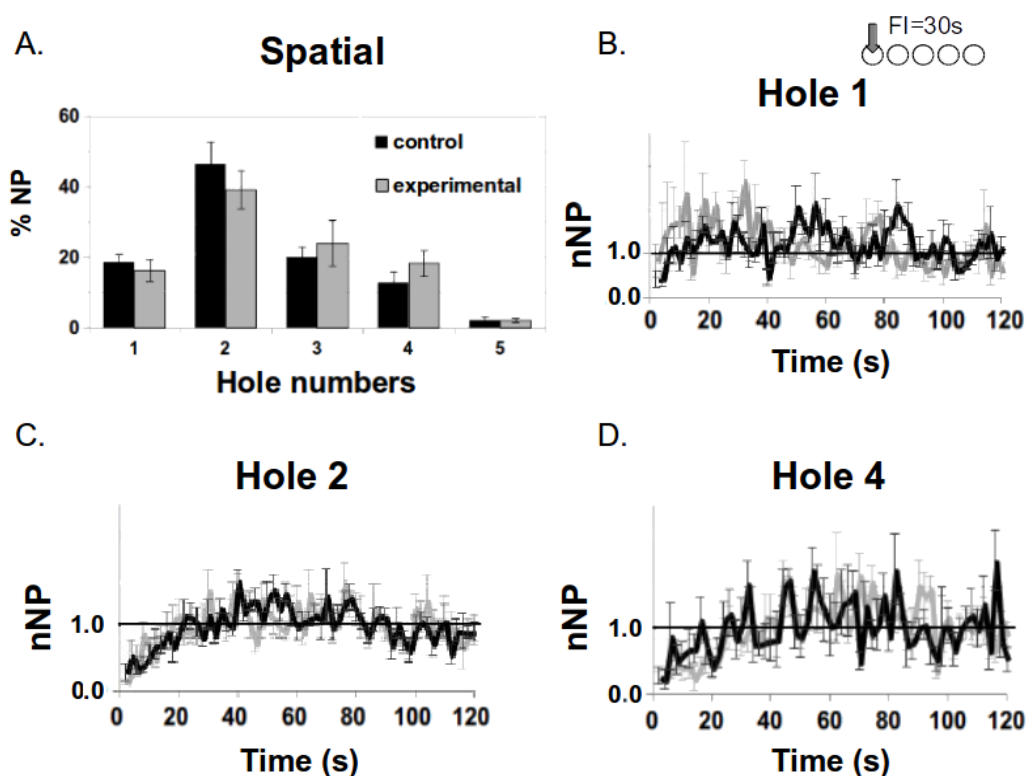 A.
Spatial
60
40
20
0
% NP
control
experimental
1 2 3 4 5
Hole numbers
B.
FI=30s
Hole 1
nNP
1.0
0.0
0 20 40 60 80 100 120
Time (s)
C.
Hole 2
nNP
1.0
0.0
0 20 40 60 80 100 120
Time (s)
D.
Hole 4
nNP
1.0
0.0
0 20 40 60 80 100 120
Time (s)